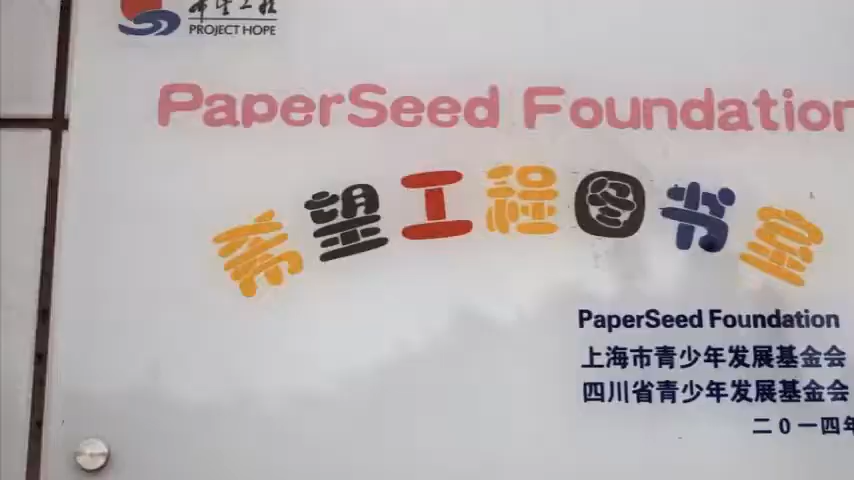 希望工程
PROJECT HOPE
PaperSeed Foundation
希望工程图书室
PaperSeed Foundation
上海市青少年发展基金会
四川省青少年发展基金会
二0一四年